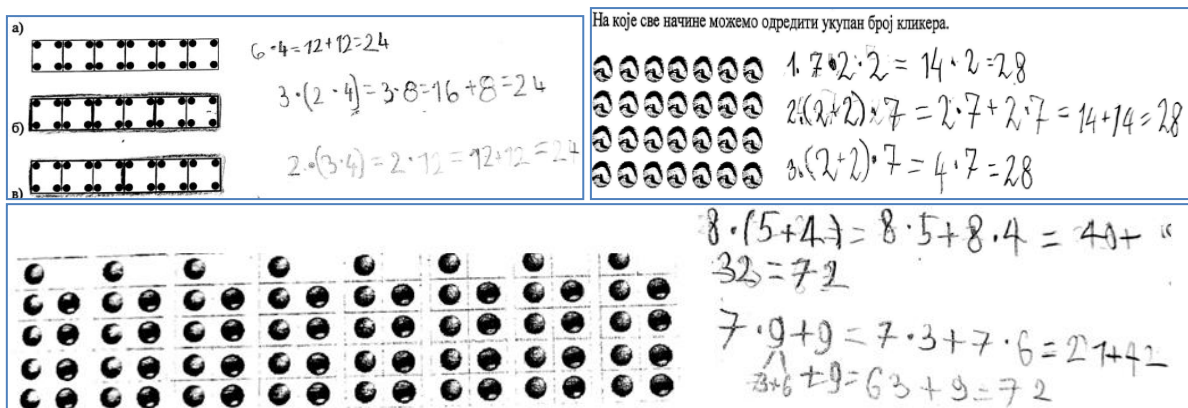 а)
6·4=12+12=24
3·(2·4)=3·8=16+8=24
б)
2·(3·4)=2·12=12+12=24
в)
На које све начине можемо одредити укупан број кликера.
1. 7·2·2=14·2=28
2.(2+2)·7=2·7+2·7=14+14=28
3.(2+2)·7=4·7=28
8·(5+4)=8·5+8·4=40+
32=72
7·9+9=7·3+7·6=21+42
3+6 +9=63+9=72